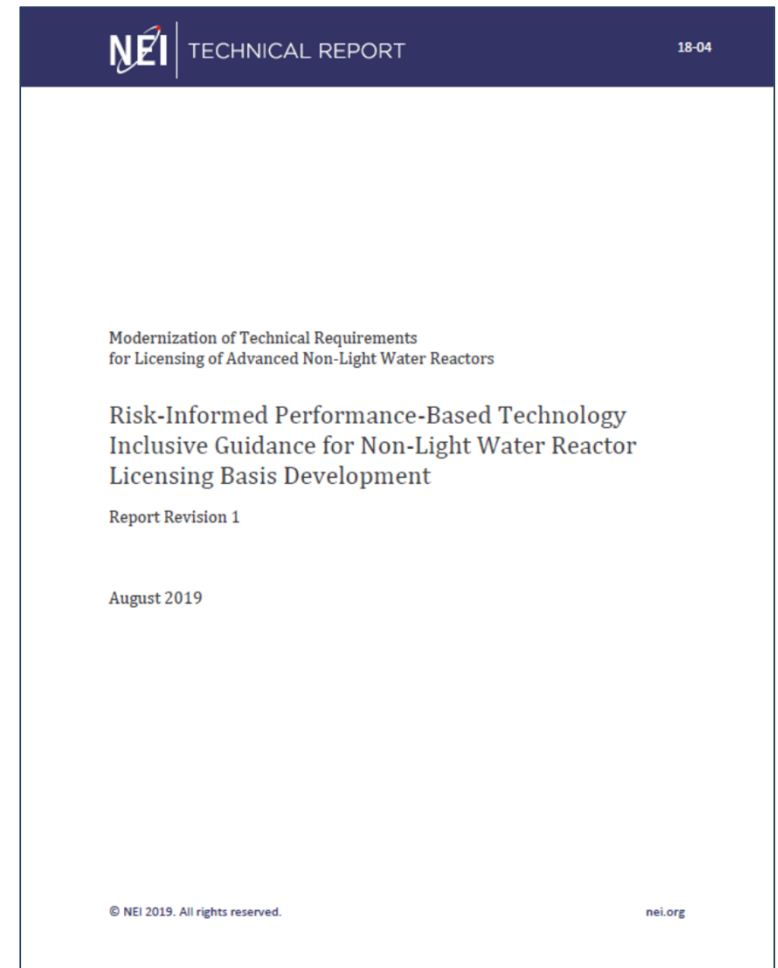 NEI TECHNICAL REPORT 18-04
Modernization of Technical Requirements
for Licensing of Advanced Non-Light Water Reactors
Risk-Informed Performance-Based Technology
Inclusive Guidance for Non-Light Water Reactor
Licensing Basis Development
Report Revision 1
August 2019
© NEI 2019. All rights reserved. nei.org